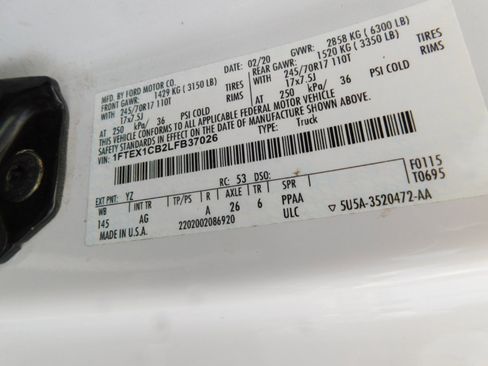 MFD. BY FORD MOTOR CO.
DATE: 02/20 GVWR: 2858 KG ( 6300 LB)
FRONT GAWR: 1429 KG ( 3150 LB) REAR GAWR: 1520 KG ( 3350 LB)
245/70R17 110T TIRES 245/70R17 110T TIRES
17x7.5J RIMS 17x7.5J RIMS
AT 250 kPa/ 36 PSI COLD AT 250 kPa/ 36 PSI COLD
THIS VEHICLE CONFORMS TO ALL APPLICABLE FEDERAL MOTOR VEHICLE
SAFETY STANDARDS IN EFFECT ON THE DATE OF MANUFACTURE SHOWN ABOVE.
VIN: 1FTEX1CB2LFB37026 TYPE: Truck
F0115
T0695
EXT PNT: YZ RC: 53 DSO:
WB INT TR TP/PS R AXLE TR SPR
145 AG A 26 6 PPAA
MADE IN U.S.A. 2202002086920 ULC ▽ 5U5A-3520472-AA